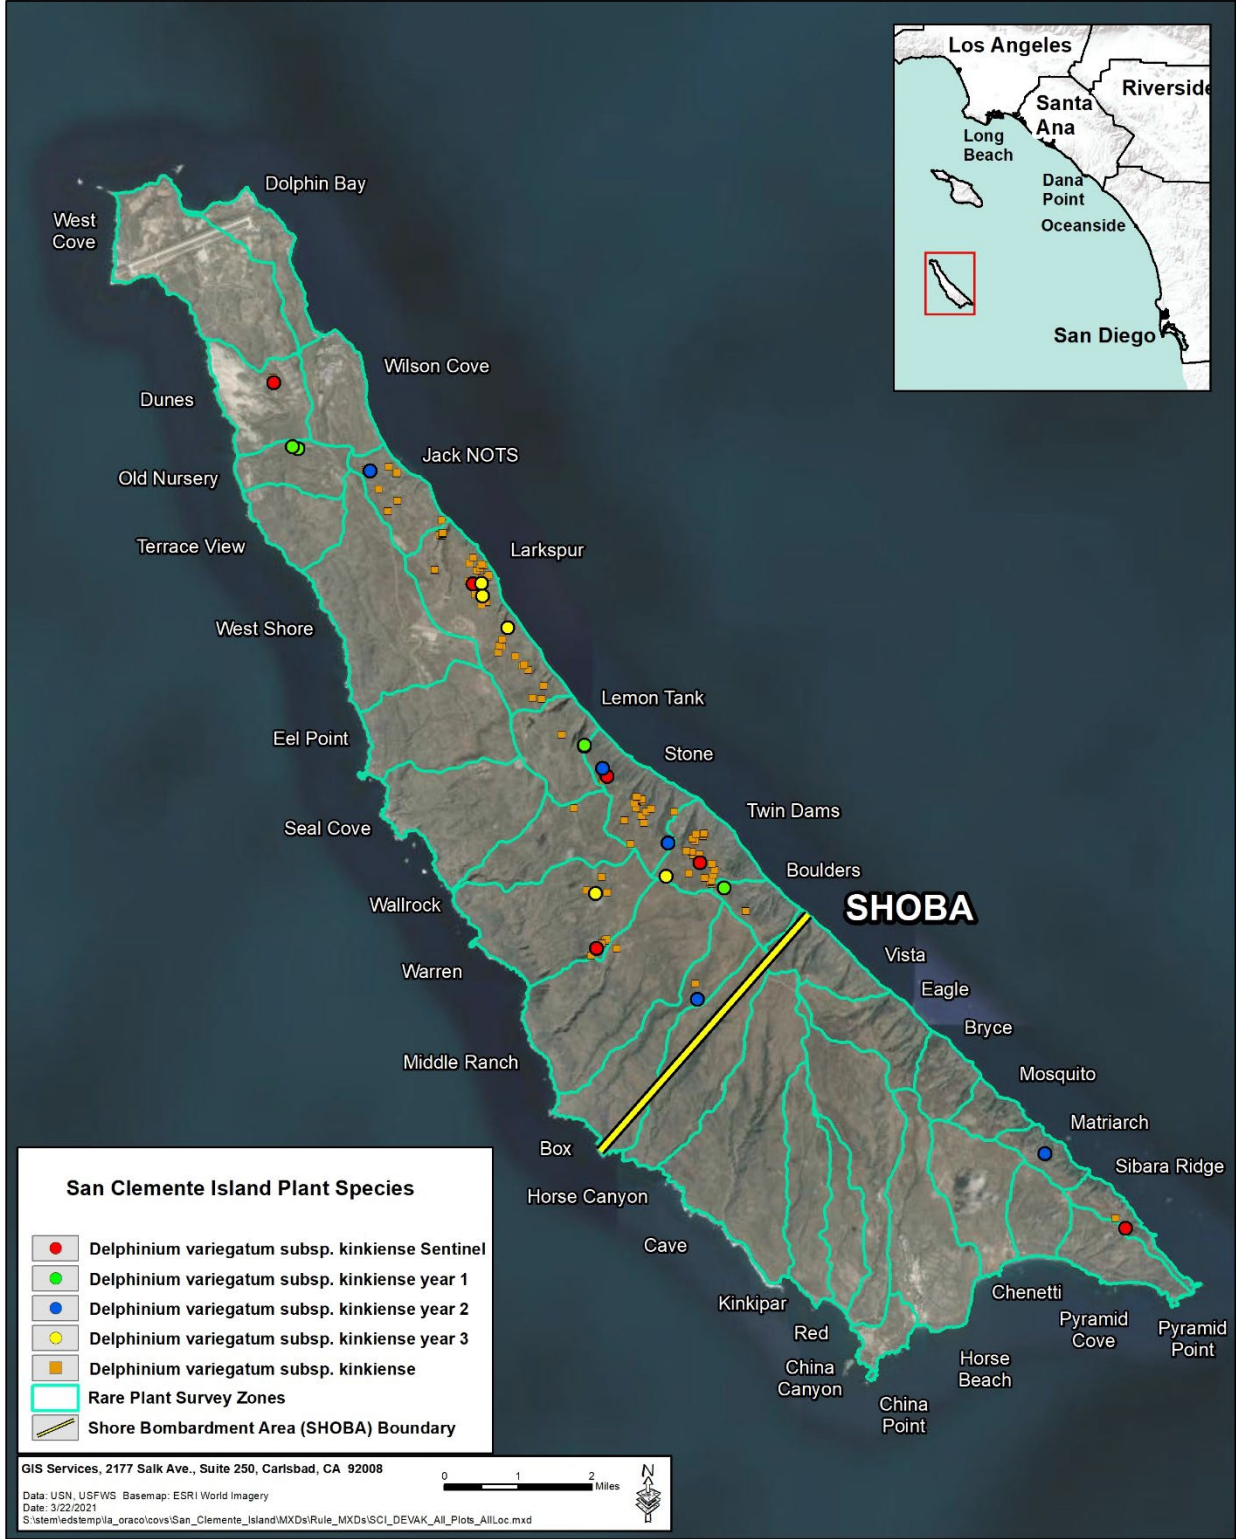 Los Angeles
Riverside
Santa
Ana
Long
Beach
Dana
Point
Oceanside
San Diego
Dolphin Bay
West
Cove
Wilson Cove
Dunes
Jack NOTS
Old Nursery
Terrace View
Larkspur
West Shore
Lemon Tank
Eel Point
Stone
Twin Dams
Seal Cove
Boulders
Wallrock
SHOBA
Vista
Warren
Eagle
Bryce
Middle Ranch
Mosquito
Matriarch
Box
Sibara Ridge
Horse Canyon
Cave
Kinkipar
Chenetti
Red
Pyramid
Cove
Pyramid
Point
China
Canyon
Horse
Beach
China
Point
San Clemente Island Plant Species
Delphinium variegatum subsp. kinkiense Sentinel
Delphinium variegatum subsp. kinkiense year 1
Delphinium variegatum subsp. kinkiense year 2
Delphinium variegatum subsp. kinkiense year 3
Delphinium variegatum subsp. kinkiense
Rare Plant Survey Zones
Shore Bombardment Area (SHOBA) Boundary
GIS Services, 2177 Salk Ave., Suite 250, Carlsbad, CA 92008
0 1 2
Miles
N
Data: USN, USFWS Basemap: ESRI World Imagery
Date: 3/22/2021
S:\stem\edstemp\la_oraco\covs\San_Clemente_Island\MXDs\Rule_MXDs\SCI_DEVAK_All_Plots_AllLoc.mxd